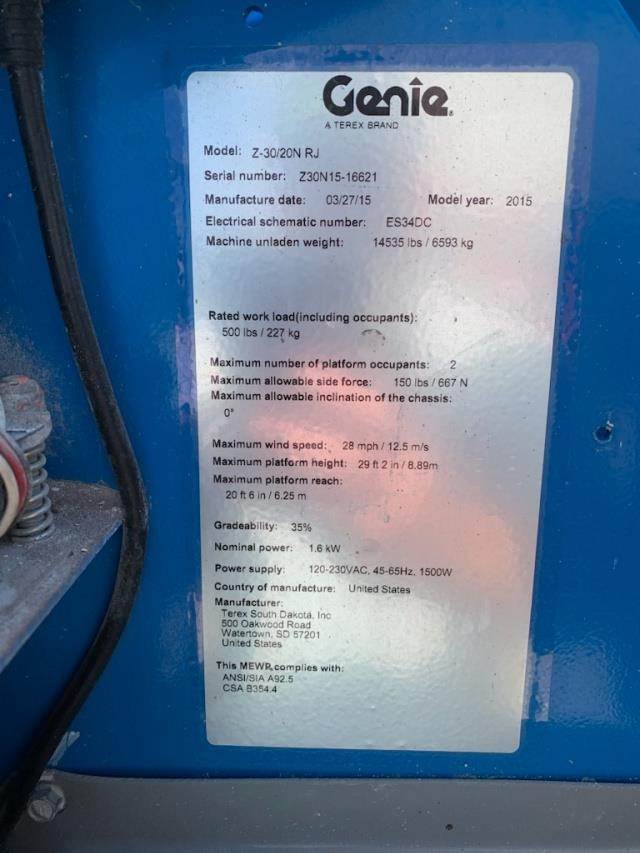 Genie
A TEREX BRAND
Model: Z-30/20N RJ
Serial number: Z30N15-16621
Manufacture date: 03/27/15 Model year: 2015
Electrical schematic number: ES34DC
Machine unladen weight: 14535 lbs / 6593 kg
Rated work load(including occupants):
500 lbs / 227 kg
Maximum number of platform occupants: 2
Maximum allowable side force: 150 lbs / 667 N
Maximum allowable inclination of the chassis:
0°
Maximum wind speed: 28 mph / 12.5 m/s
Maximum platform height: 29 ft 2 in / 8.89m
Maximum platform reach:
20 ft 6 in / 6.25 m
Gradeability: 35%
Nominal power: 1.6 kW
Power supply: 120-230VAC, 45-65Hz, 1500W
Country of manufacture: United States
Manufacturer:
Terex South Dakota, Inc
500 Oakwood Road
Watertown, SD 57201
United States
This MEWP complies with:
ANSI/SIA A92.5
CSA B354.4